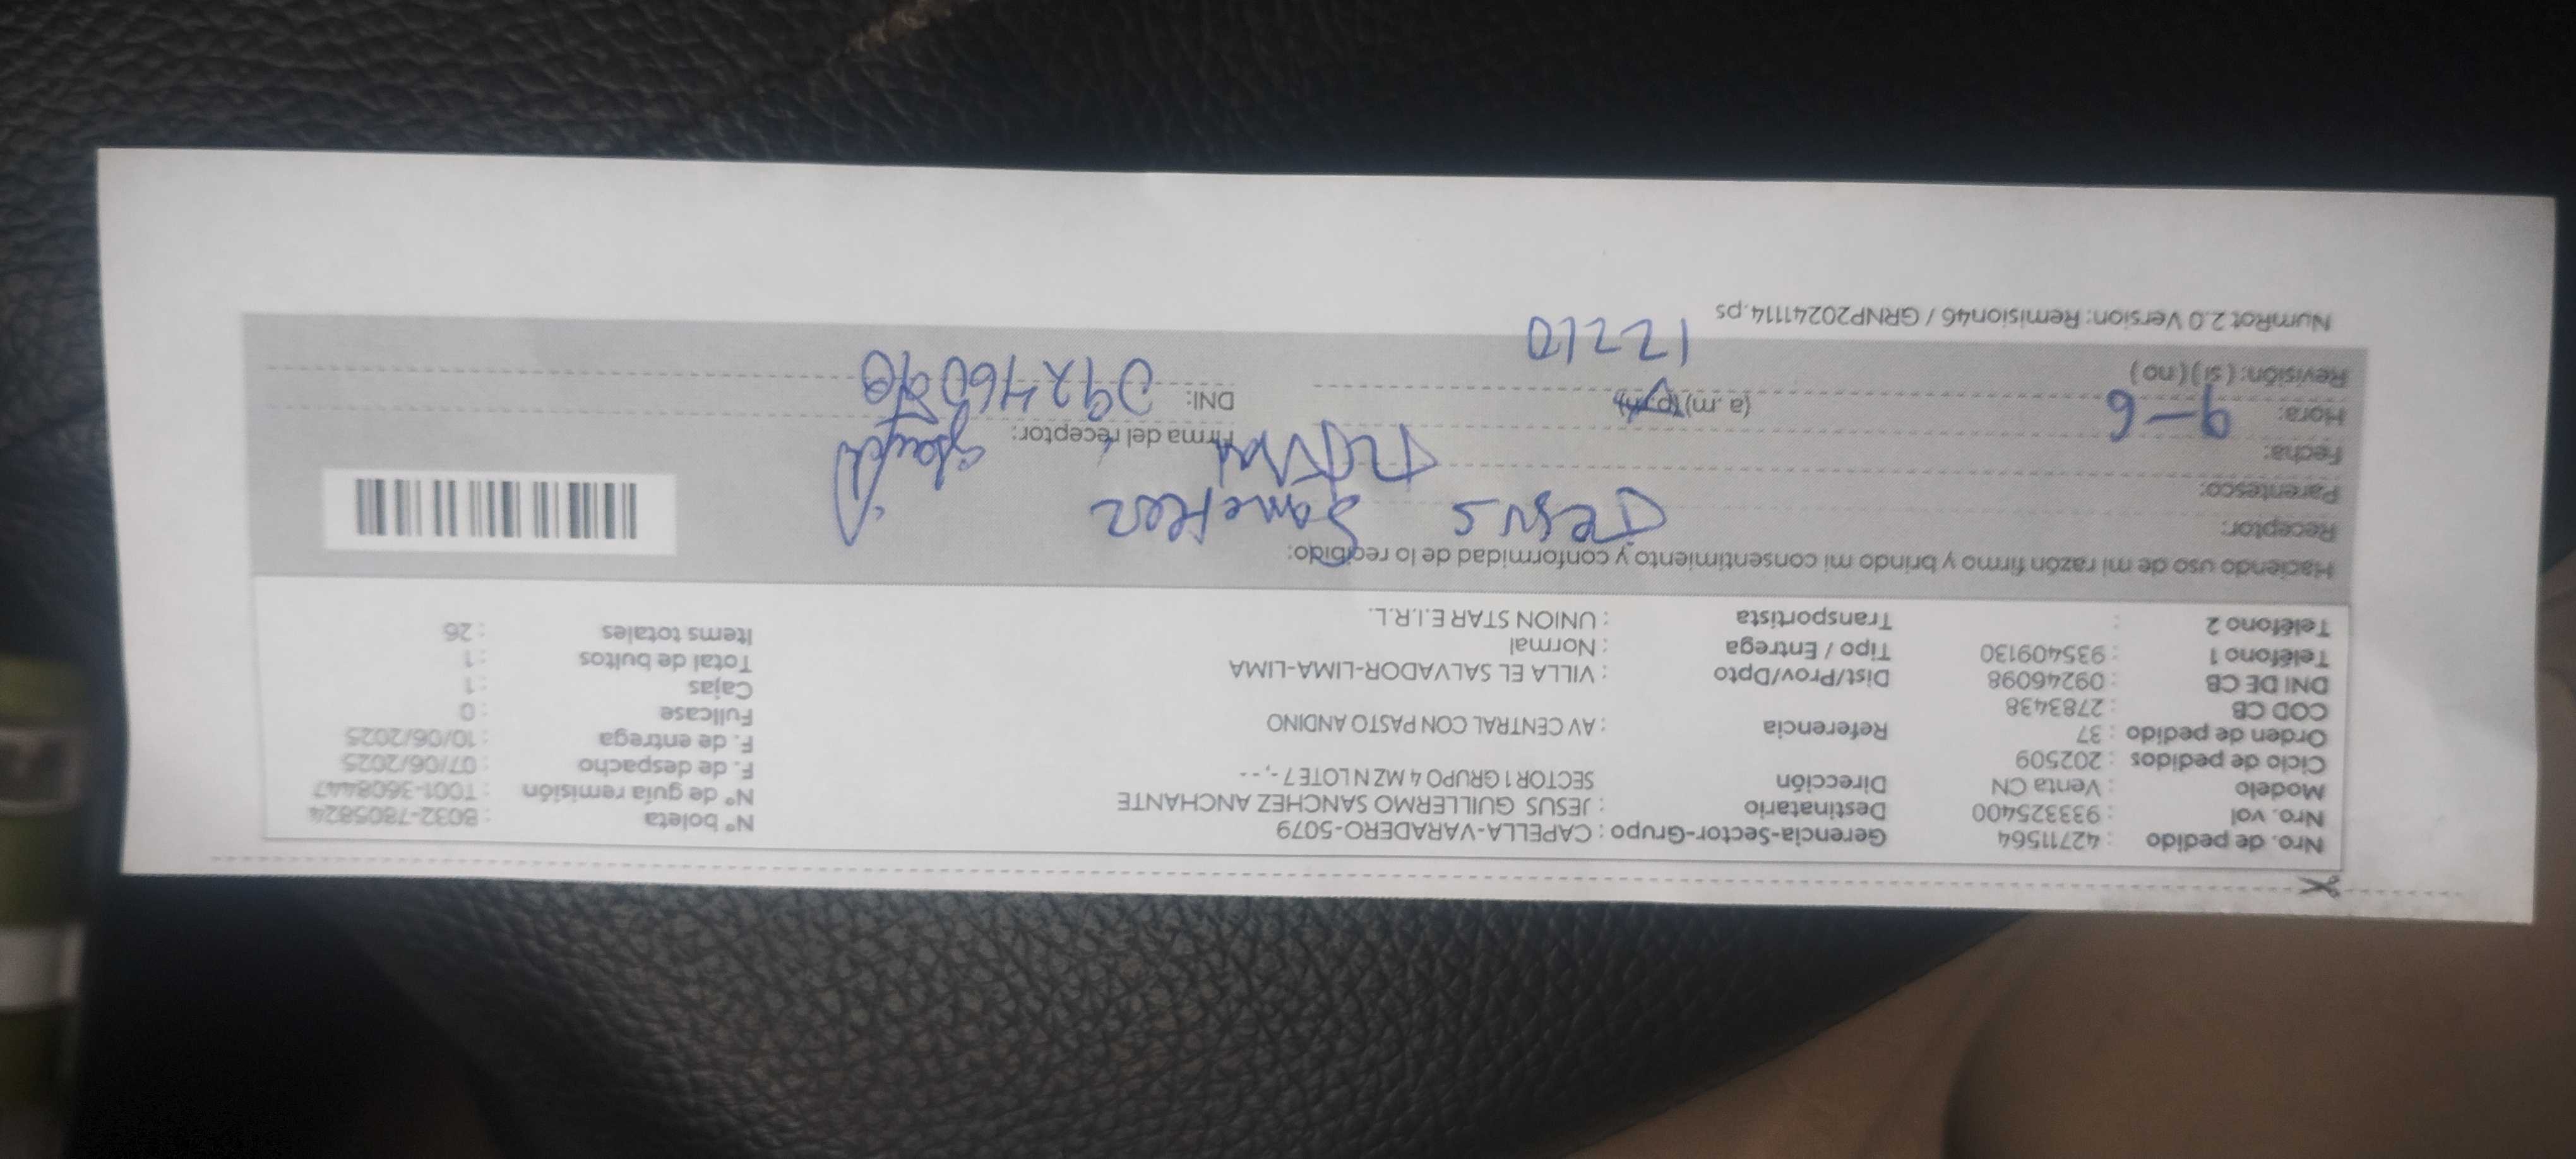 Nro. de pedido : 42711564 Gerencia-Sector-Grupo : CAPELLA-VARADERO-5079 N° boleta : B032-7805824
Nro. vol : 933325400 Destinatario : JESUS GUILLERMO SANCHEZ ANCHANTE N° de guía remisión : T001-3608447
Modelo : Venta CN Dirección SECTOR 1 GRUPO 4 MZ N LOTE 7 -, - - F. de despacho : 07/06/2025
Ciclo de pedidos : 202509 F. de entrega : 10/06/2025
Orden de pedido : 37 Referencia : AV CENTRAL CON PASTO ANDINO Fullcase : 0
COD CB : 2783438 Cajas : 1
DNI DE CB : 09246098 Dist/Prov/Dpto : VILLA EL SALVADOR-LIMA-LIMA Total de bultos : 1
Teléfono 1 : 935409130 Tipo / Entrega : Normal Items totales : 26
Teléfono 2 : Transportista : UNION STAR E.I.R.L.
Haciendo uso de mi razón firmo y brindo mi consentimiento y conformidad de lo recibido:
Receptor: Jesus
Parentesco:
Fecha: Firma del receptor:
Hora: 9-6 (a.m) (p.m) DNI: 09246098
Revisión: ( si ) ( no ) 12210
NumRot 2.0 Version: Remision46 / GRNP20241114.ps